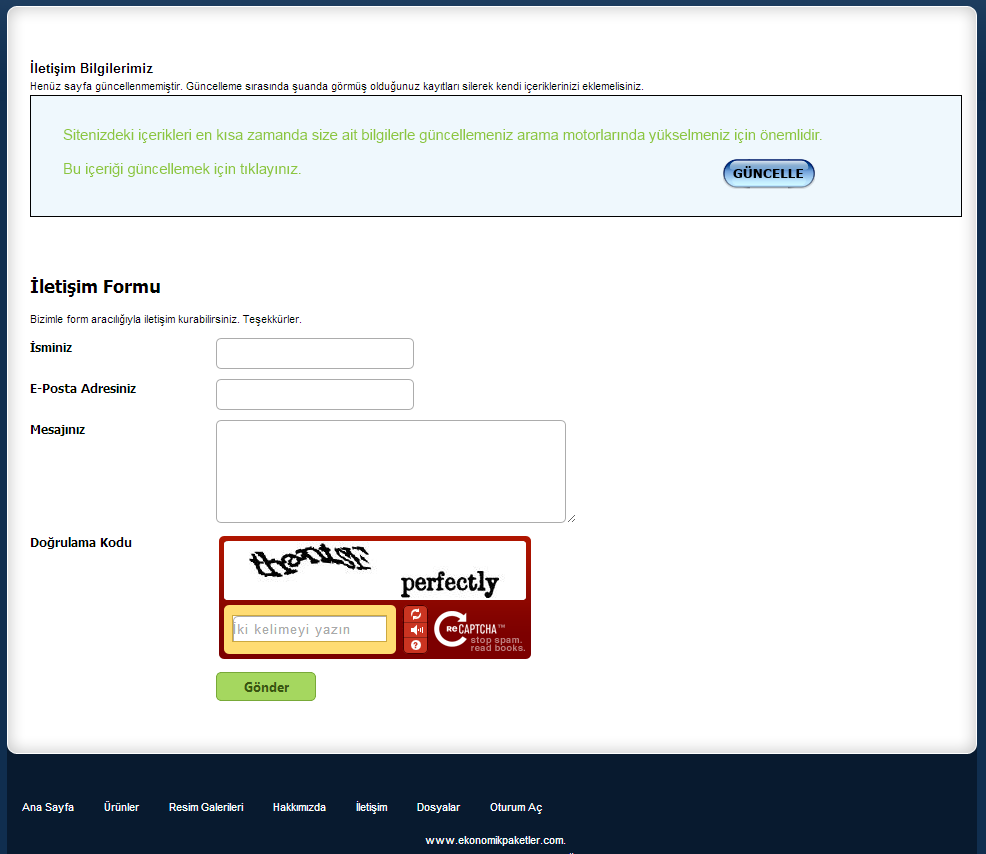 İletişim Bilgilerimiz
Henüz sayfa güncellenmemiştir. Güncelleme sırasında şuanda görmüş olduğunuz kayıtları silerek kendi içeriklerinizi eklemelisiniz.
Sitenizdeki içerikleri en kısa zamanda size ait bilgilerle güncellemeniz arama motorlarında yükselmeniz için önemlidir.
Bu içeriği güncellemek için tıklayınız.
GÜNCELLE
İletişim Formu
Bizimle form aracılığıyla iletişim kurabilirsiniz. Teşekkürler.
İsminiz
E-Posta Adresiniz
Mesajınız
Doğrulama Kodu
perfectly
İki kelimeyi yazın
reCAPTCHA™
stop spam.
read books.
Gönder
Ana Sayfa Ürünler Resim Galerileri Hakkımızda İletişim Dosyalar Oturum Aç
www.ekonomikpaketler.com.